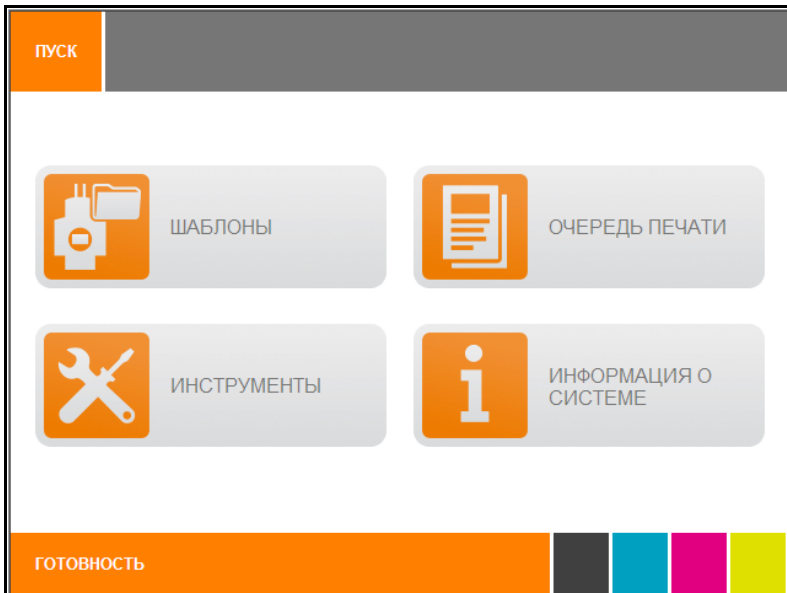 ПУСК
ШАБЛОНЫ
ОЧЕРЕДЬ ПЕЧАТИ
ИНСТРУМЕНТЫ
ИНФОРМАЦИЯ О
СИСТЕМЕ
ГОТОВНОСТЬ